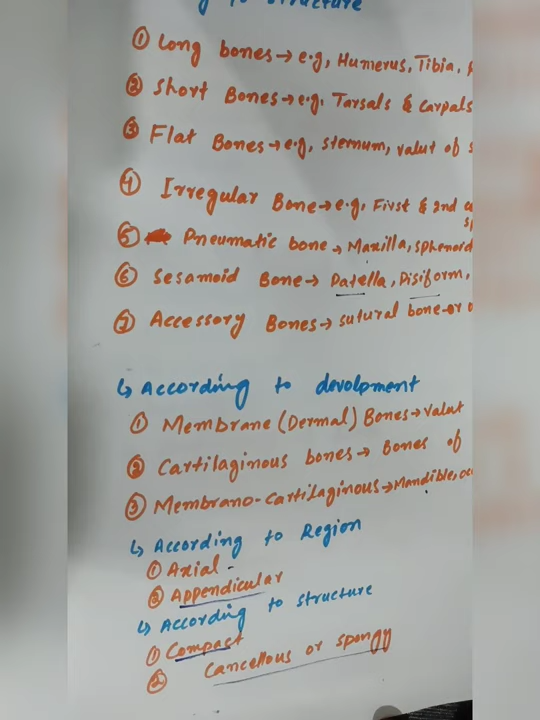 to structure
① Long bones → e.g, Humerus, Tibia,
② Short Bones → e.g. Tarsals & Carpals
③ Flat Bones → e.g, sternum, valut of
④ Irregular Bone → e.g. First & 2nd
⑤ Pneumatic bone → Maxilla, sphenoid
⑥ Sesamoid Bone → Patella, Pisiform,
⑦ Accessory Bones → sutural bone or
↳ According to devolpment
① Membrane (Dermal) Bones → valut
② Cartilaginous bones → Bones of
③ Membrano-cartilaginous → Mandible,
↳ According to Region
① Axial -
② Appendicular
↳ According to structure
① Compact
② Cancellous or spongy